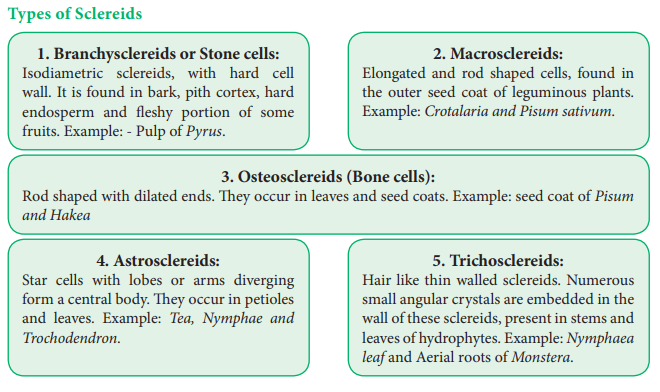 Types of Sclereids
1. Branchysclereids or Stone cells:
Isodiametric sclereids, with hard cell
wall. It is found in bark, pith cortex, hard
endosperm and fleshy portion of some
fruits. Example: - Pulp of Pyrus.
2. Macrosclereids:
Elongated and rod shaped cells, found in
the outer seed coat of leguminous plants.
Example: Crotalaria and Pisum sativum.
3. Osteosclereids (Bone cells):
Rod shaped with dilated ends. They occur in leaves and seed coats. Example: seed coat of Pisum
and Hakea
4. Astrosclereids:
Star cells with lobes or arms diverging
form a central body. They occur in petioles
and leaves. Example: Tea, Nymphae and
Trochodendron.
5. Trichosclereids:
Hair like thin walled sclereids. Numerous
small angular crystals are embedded in the
wall of these sclereids, present in stems and
leaves of hydrophytes. Example: Nymphaea
leaf and Aerial roots of Monstera.